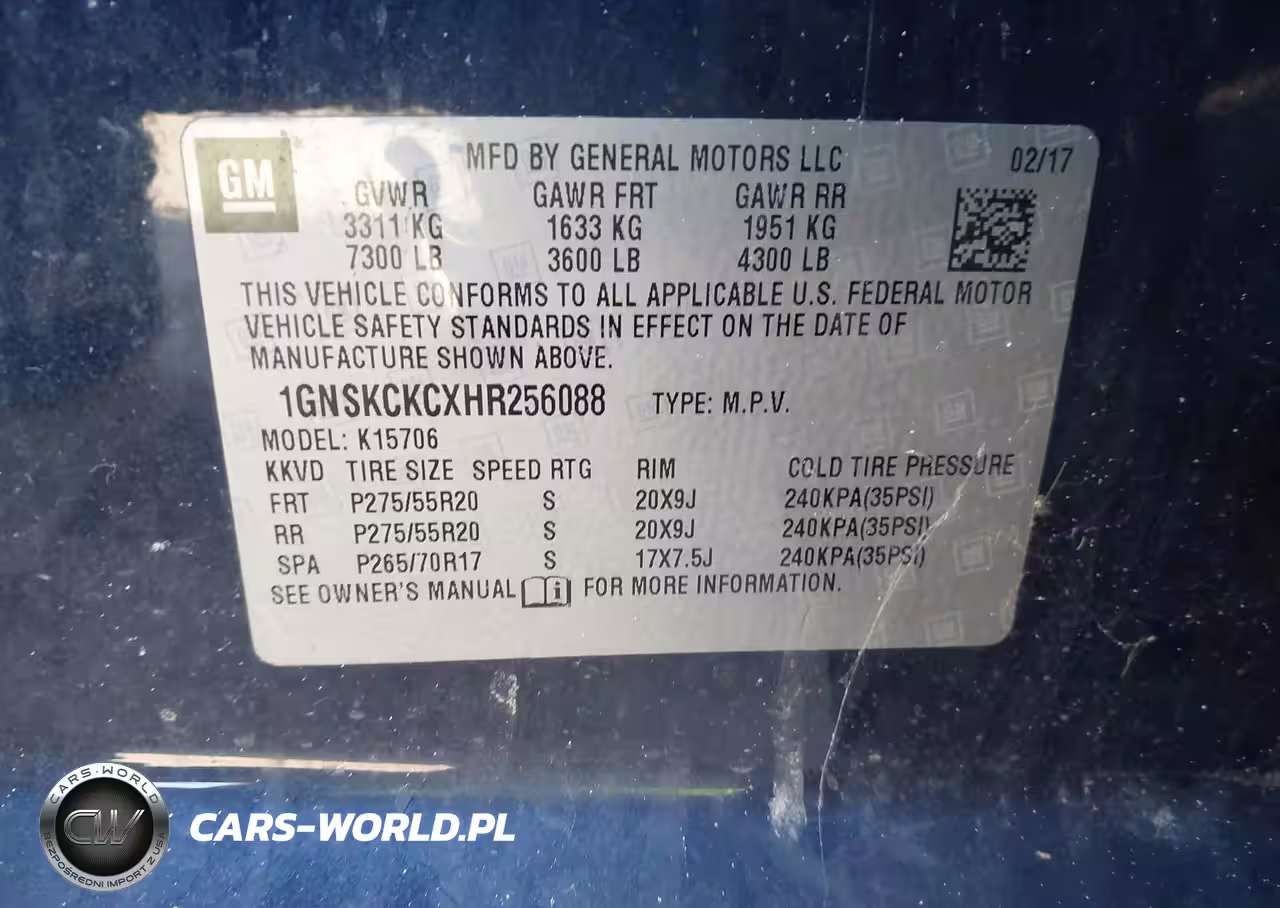 GM MFD BY GENERAL MOTORS LLC 02/17
GVWR GAWR FRT GAWR RR
3311 KG 1633 KG 1951 KG
7300 LB 3600 LB 4300 LB
THIS VEHICLE CONFORMS TO ALL APPLICABLE U.S. FEDERAL MOTOR
VEHICLE SAFETY STANDARDS IN EFFECT ON THE DATE OF
MANUFACTURE SHOWN ABOVE.
1GNSKCKCXHR256088 TYPE: M.P.V.
MODEL: K15706
KKVD TIRE SIZE SPEED RTG RIM COLD TIRE PRESSURE
FRT P275/55R20 S 20X9J 240KPA(35PSI)
RR P275/55R20 S 20X9J 240KPA(35PSI)
SPA P265/70R17 S 17X7.5J 240KPA(35PSI)
SEE OWNER'S MANUAL i FOR MORE INFORMATION.
CARS-WORLD
CW
BEZPOŚREDNI IMPORT Z USA
CARS-WORLD.PL